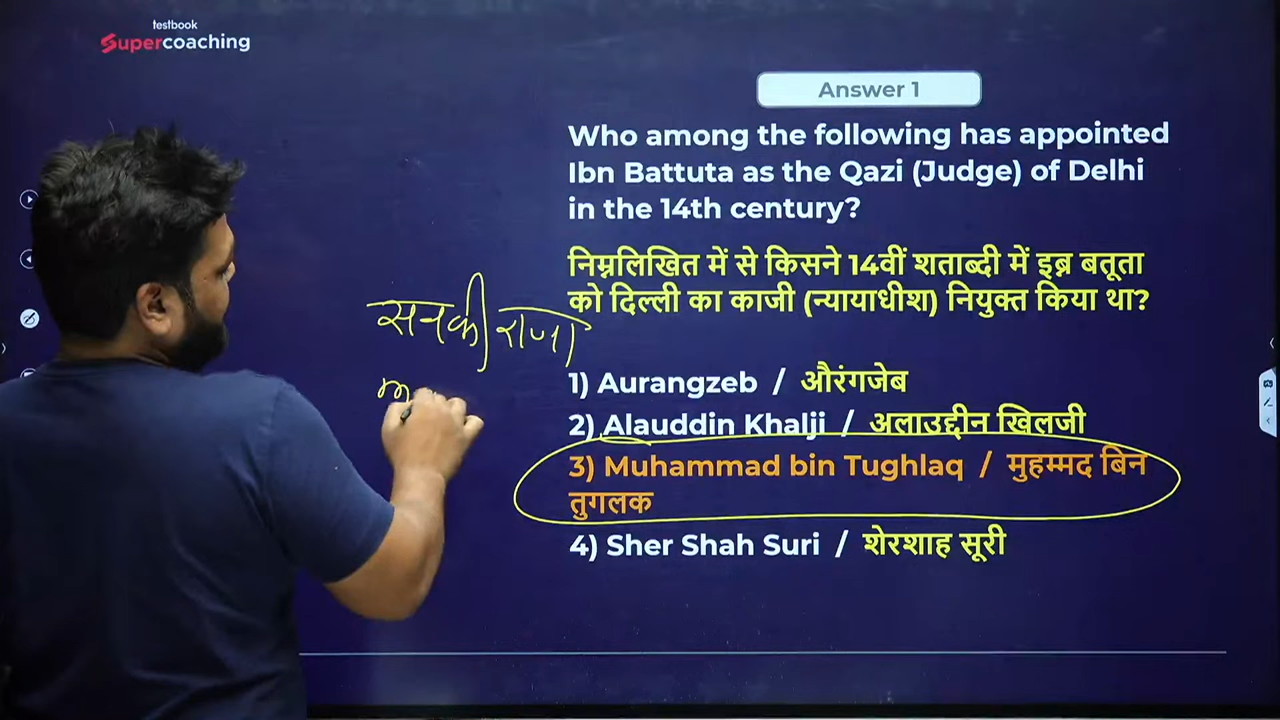 testbook
Supercoaching
Answer 1
Who among the following has appointed
Ibn Battuta as the Qazi (Judge) of Delhi
in the 14th century?
निम्नलिखित में से किसने 14वीं शताब्दी में इब्न बतूता
को दिल्ली का काजी (न्यायाधीश) नियुक्त किया था?
सनकी राजा
m
1) Aurangzeb / औरंगजेब
2) Alauddin Khalji / अलाउद्दीन खिलजी
3) Muhammad bin Tughlaq / मुहम्मद बिन
तुगलक
4) Sher Shah Suri / शेरशाह सूरी